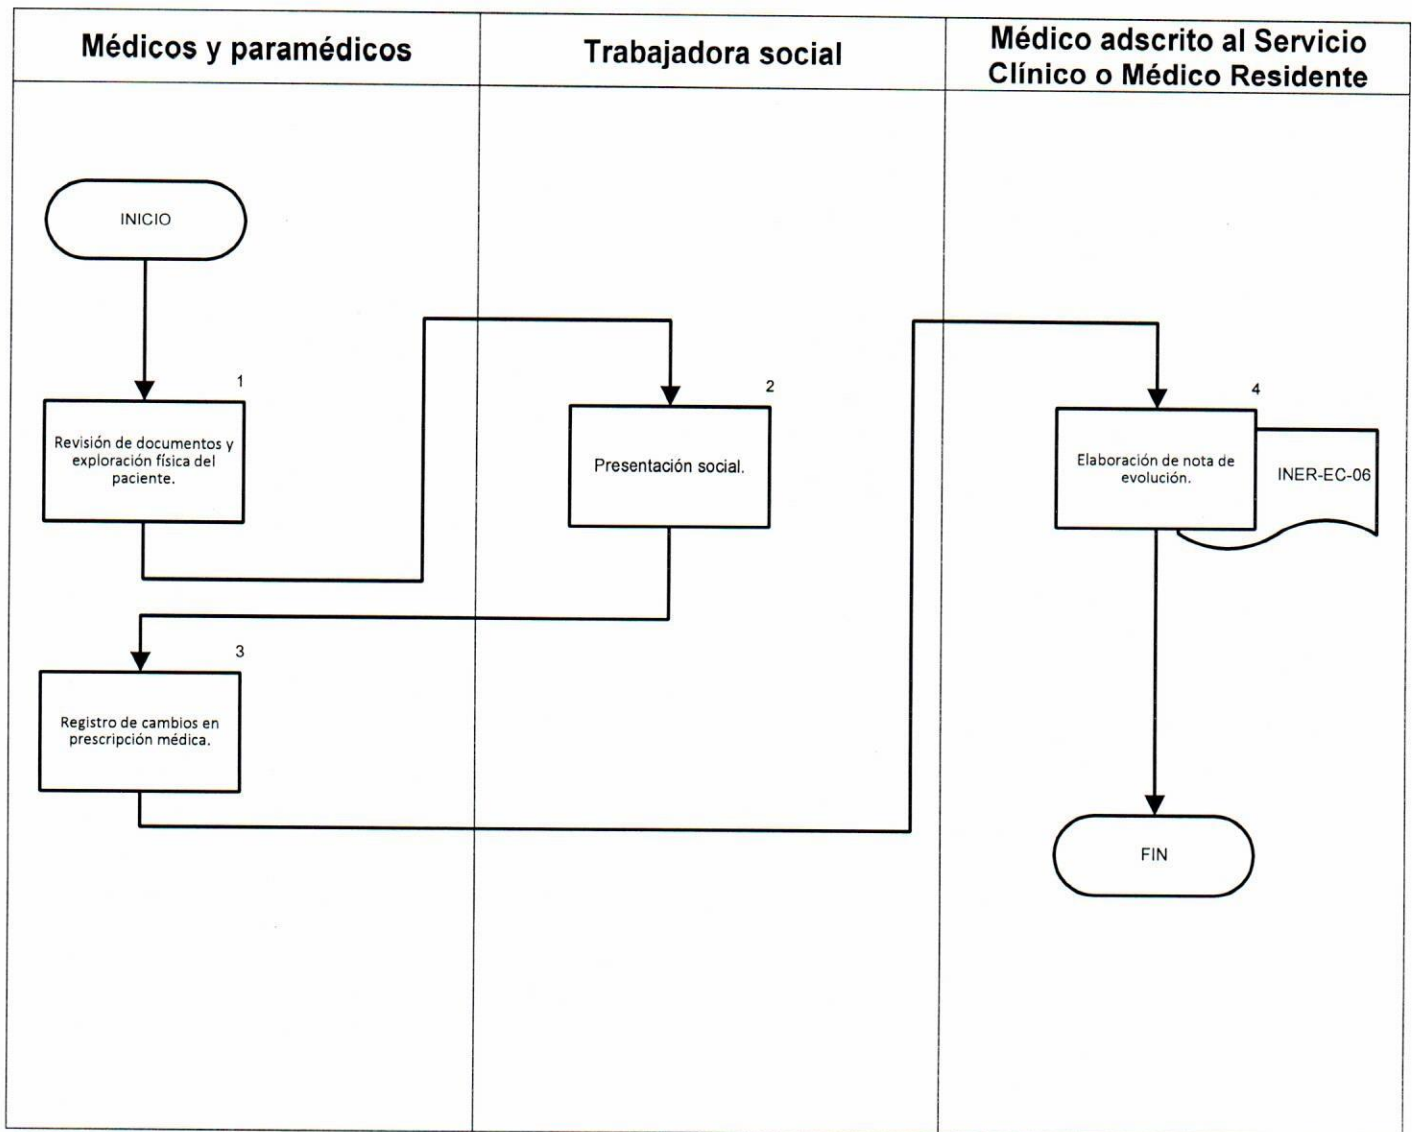 Médicos y paramédicos
Trabajadora social
Médico adscrito al Servicio
Clínico o Médico Residente
INICIO
1
Revisión de documentos y
exploración física del
paciente.
2
Presentación social.
3
Registro de cambios en
prescripción médica.
4
Elaboración de nota de
evolución.
INER-EC-06
FIN